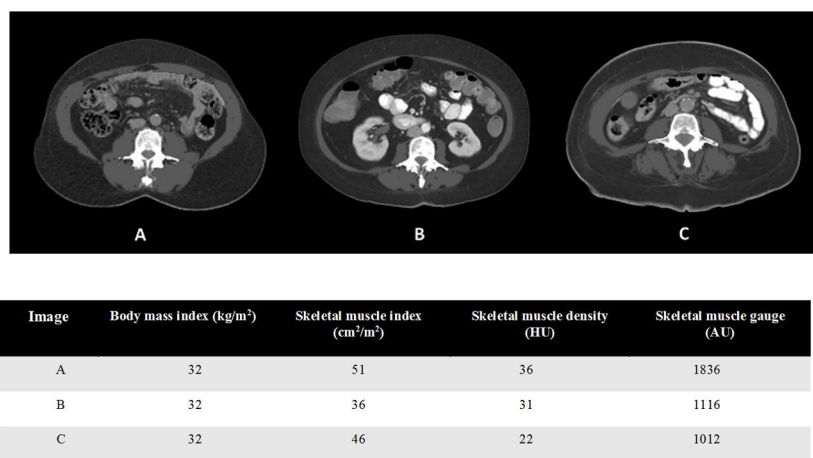 A B C
Image Body mass index (kg/m²) Skeletal muscle index (cm²/m²) Skeletal muscle density (HU) Skeletal muscle gauge (AU)
A 32 51 36 1836
B 32 36 31 1116
C 32 46 22 1012